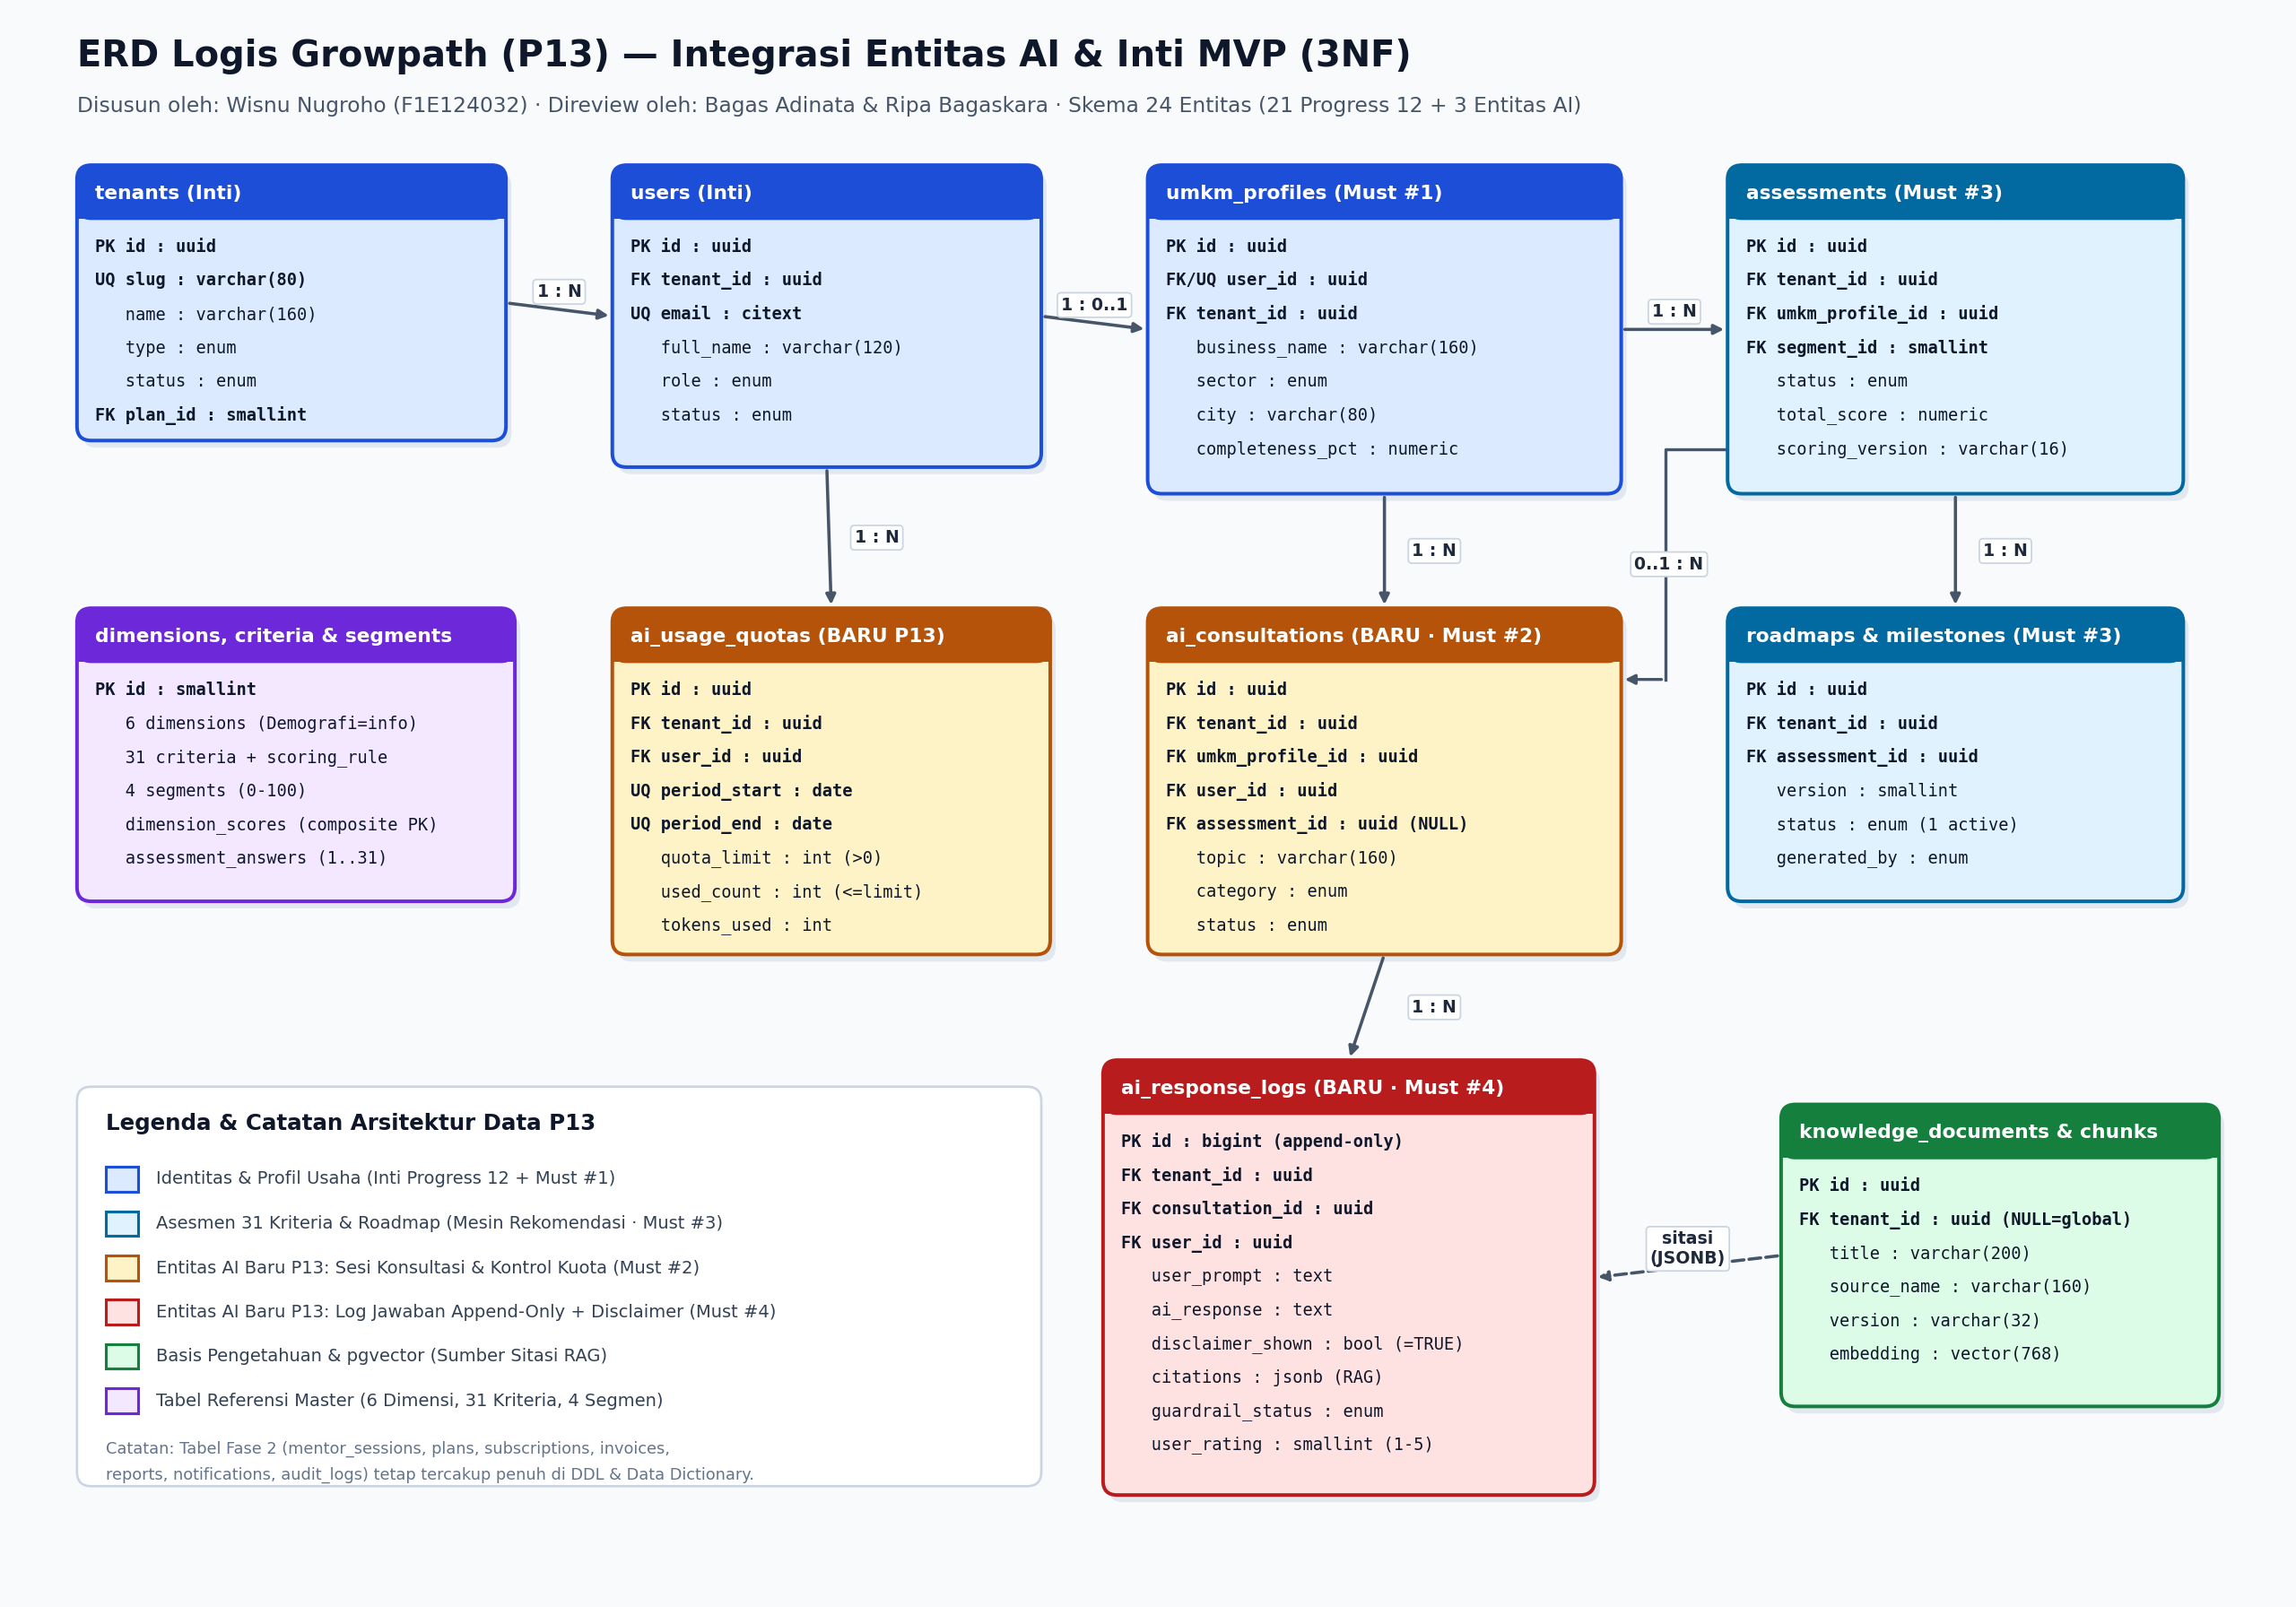 ERD Logis Growpath (P13) — Integrasi Entitas AI & Inti MVP (3NF)
Disusun oleh: Wisnu Nugroho (F1E124032) · Direview oleh: Bagas Adinata & Ripa Bagaskara · Skema 24 Entitas (21 Progress 12 + 3 Entitas AI)
tenants (Inti)
PK id : uuid
UQ slug : varchar(80)
name : varchar(160)
type : enum
status : enum
FK plan_id : smallint
1 : N
users (Inti)
PK id : uuid
FK tenant_id : uuid
UQ email : citext
full_name : varchar(120)
role : enum
status : enum
1 : 0..1
umkm_profiles (Must #1)
PK id : uuid
FK/UQ user_id : uuid
FK tenant_id : uuid
business_name : varchar(160)
sector : enum
city : varchar(80)
completeness_pct : numeric
1 : N
assessments (Must #3)
PK id : uuid
FK tenant_id : uuid
FK umkm_profile_id : uuid
FK segment_id : smallint
status : enum
total_score : numeric
scoring_version : varchar(16)
1 : N
1 : N
0..1 : N
1 : N
dimensions, criteria & segments
PK id : smallint
6 dimensions (Demografi=info)
31 criteria + scoring_rule
4 segments (0-100)
dimension_scores (composite PK)
assessment_answers (1..31)
ai_usage_quotas (BARU P13)
PK id : uuid
FK tenant_id : uuid
FK user_id : uuid
UQ period_start : date
UQ period_end : date
quota_limit : int (>0)
used_count : int (<=limit)
tokens_used : int
ai_consultations (BARU · Must #2)
PK id : uuid
FK tenant_id : uuid
FK umkm_profile_id : uuid
FK user_id : uuid
FK assessment_id : uuid (NULL)
topic : varchar(160)
category : enum
status : enum
roadmaps & milestones (Must #3)
PK id : uuid
FK tenant_id : uuid
FK assessment_id : uuid
version : smallint
status : enum (1 active)
generated_by : enum
1 : N
Legenda & Catatan Arsitektur Data P13
Identitas & Profil Usaha (Inti Progress 12 + Must #1)
Asesmen 31 Kriteria & Roadmap (Mesin Rekomendasi · Must #3)
Entitas AI Baru P13: Sesi Konsultasi & Kontrol Kuota (Must #2)
Entitas AI Baru P13: Log Jawaban Append-Only + Disclaimer (Must #4)
Basis Pengetahuan & pgvector (Sumber Sitasi RAG)
Tabel Referensi Master (6 Dimensi, 31 Kriteria, 4 Segmen)
Catatan: Tabel Fase 2 (mentor_sessions, plans, subscriptions, invoices,
reports, notifications, audit_logs) tetap tercakup penuh di DDL & Data Dictionary.
ai_response_logs (BARU · Must #4)
PK id : bigint (append-only)
FK tenant_id : uuid
FK consultation_id : uuid
FK user_id : uuid
user_prompt : text
ai_response : text
disclaimer_shown : bool (=TRUE)
citations : jsonb (RAG)
guardrail_status : enum
user_rating : smallint (1-5)
sitasi
(JSONB)
knowledge_documents & chunks
PK id : uuid
FK tenant_id : uuid (NULL=global)
title : varchar(200)
source_name : varchar(160)
version : varchar(32)
embedding : vector(768)